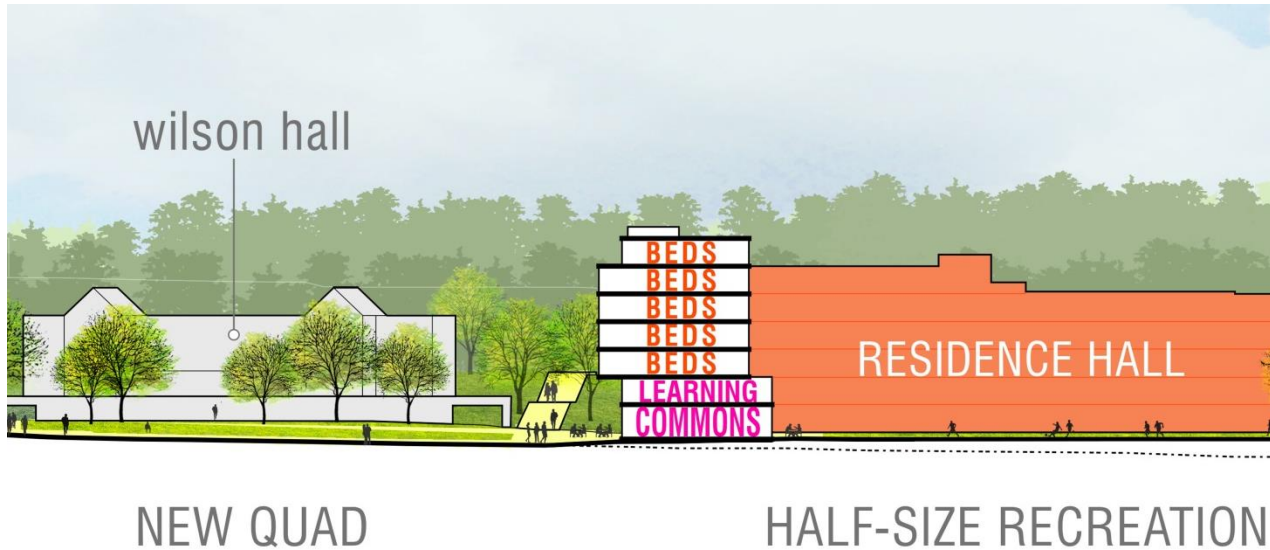 wilson hall
BEDS
BEDS
BEDS
BEDS
BEDS
LEARNING
COMMONS
RESIDENCE HALL
NEW QUAD
HALF-SIZE RECREATION